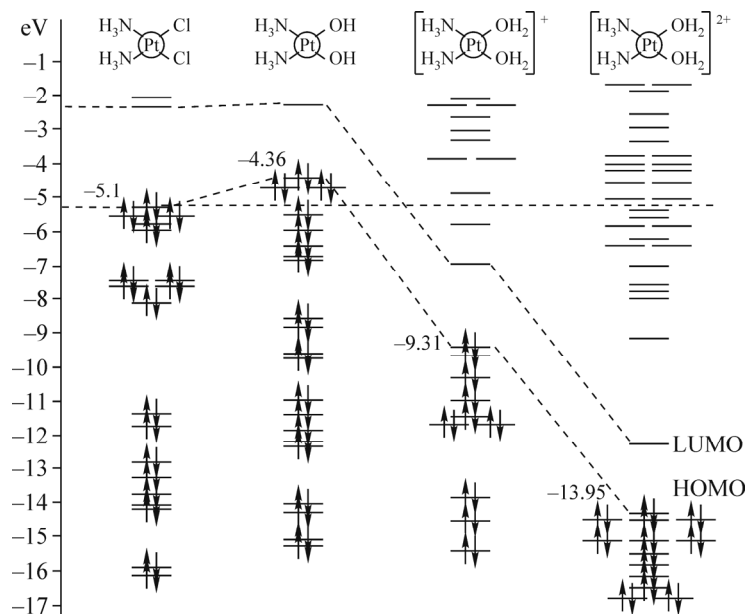 eV
H₃N Cl
Pt
H₃N Cl
H₃N OH
Pt
H₃N OH
[H₃N OH₂]⁺
Pt
H₃N OH₂
[H₃N OH₂]²⁺
Pt
H₃N OH₂
–1
–2
–3
–4
–5
–6
–7
–8
–9
–10
–11
–12
–13
–14
–15
–16
–17
–5.1
–4.36
–9.31
–13.95
LUMO
HOMO